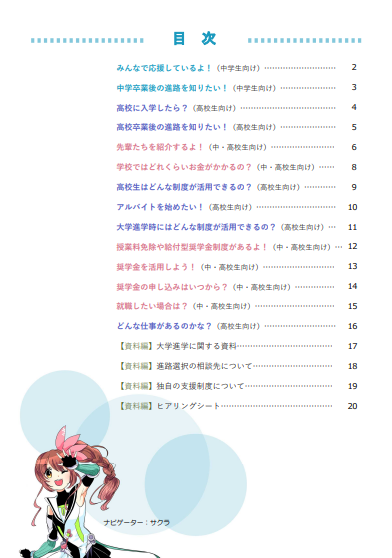 目 次
みんなで応援しているよ！（中学生向け）………………………… 2
中学卒業後の進路を知りたい！（中学生向け）…………………… 3
高校に入学したら？（高校生向け）………………………………… 4
高校卒業後の進路を知りたい！（高校生向け）…………………… 5
先輩たちを紹介するよ！（中・高校生向け）……………………… 6
学校ではどれくらいお金がかかるの？（中・高校生向け）…… 8
高校生はどんな制度が活用できるの？（高校生向け）………… 9
アルバイトを始めたい！（高校生向け）…………………………… 10
大学進学時にはどんな制度が活用できるの？（高校生向け）… 11
授業料免除や給付型奨学金制度があるよ！（中・高校生向け）… 12
奨学金を活用しよう！（中・高校生向け）………………………… 13
奨学金の申し込みはいつから？（中・高校生向け）…………… 14
就職したい場合は？（中・高校生向け）…………………………… 15
どんな仕事があるのかな？（高校生向け）………………………… 16
【資料編】大学進学に関する資料…………………………………… 17
【資料編】進路選択の相談先について……………………………… 18
【資料編】独自の支援制度について………………………………… 19
【資料編】ヒアリングシート………………………………………… 20
ナビゲーター：サクラ